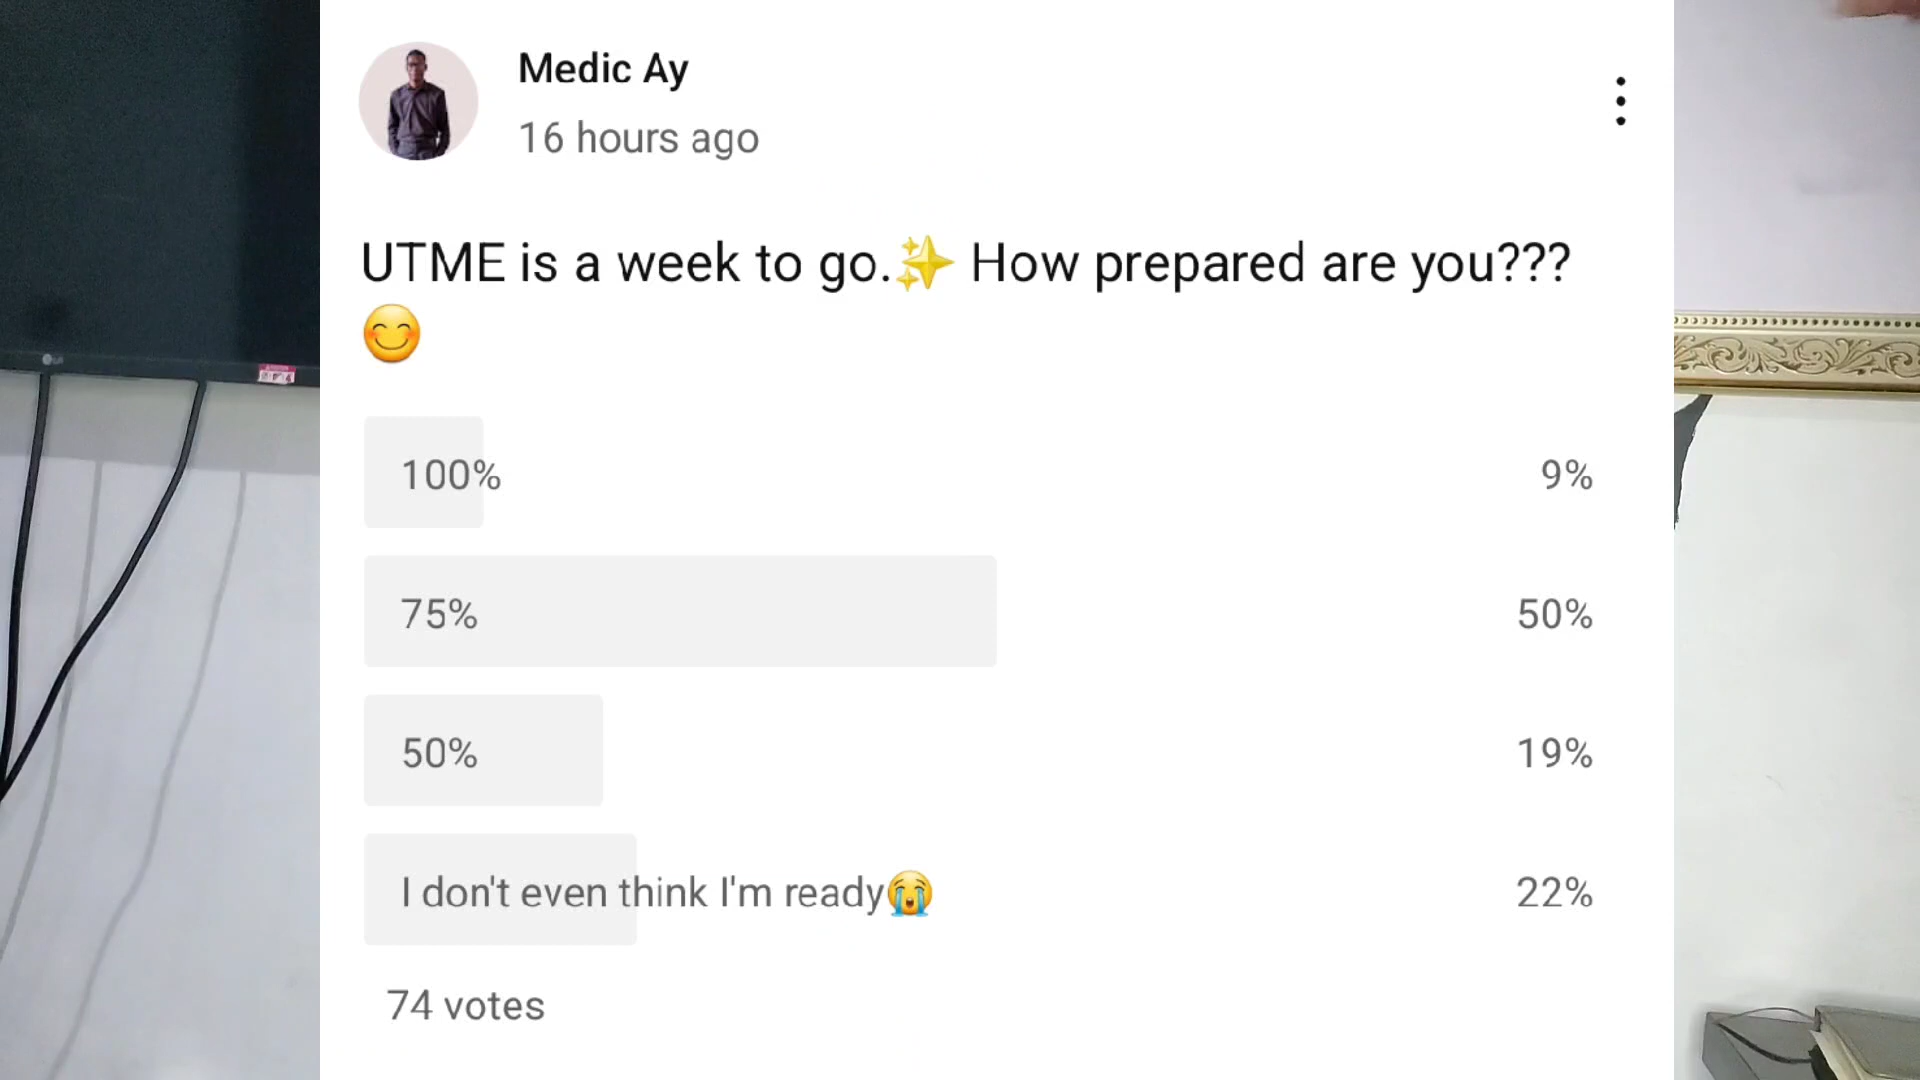 Medic Ay
16 hours ago
UTME is a week to go.✨ How prepared are you???
😊
100% 9%
75% 50%
50% 19%
I don't even think I'm ready😭 22%
74 votes